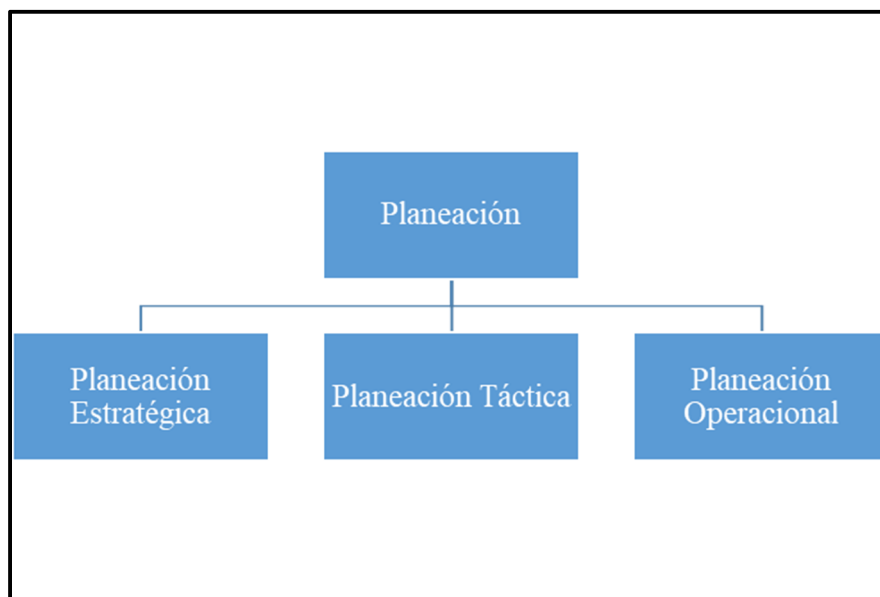 Planeación
Planeación
Estratégica
Planeación Táctica
Planeación
Operacional